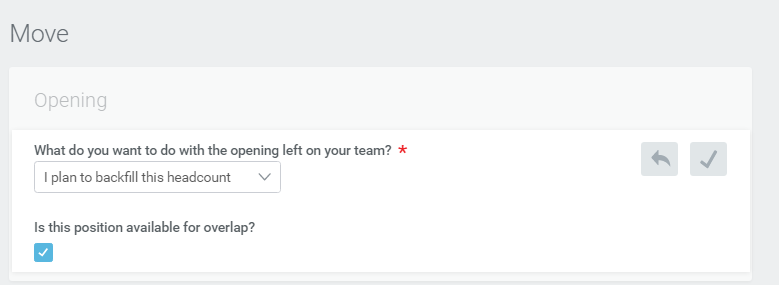 Move
Opening
What do you want to do with the opening left on your team? *
I plan to backfill this headcount
Is this position available for overlap?